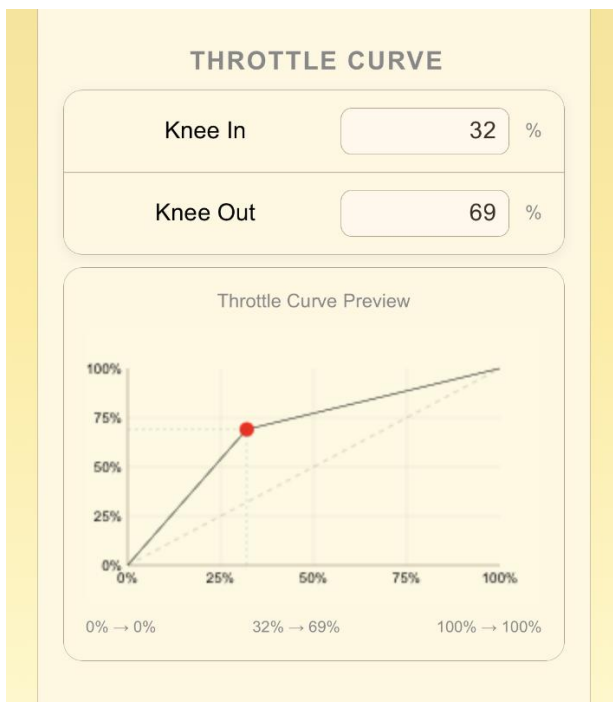 THROTTLE CURVE
Knee In 32 %
Knee Out 69 %
Throttle Curve Preview
100%
75%
50%
25%
0%
0% 25% 50% 75% 100%
0% → 0% 32% → 69% 100% → 100%